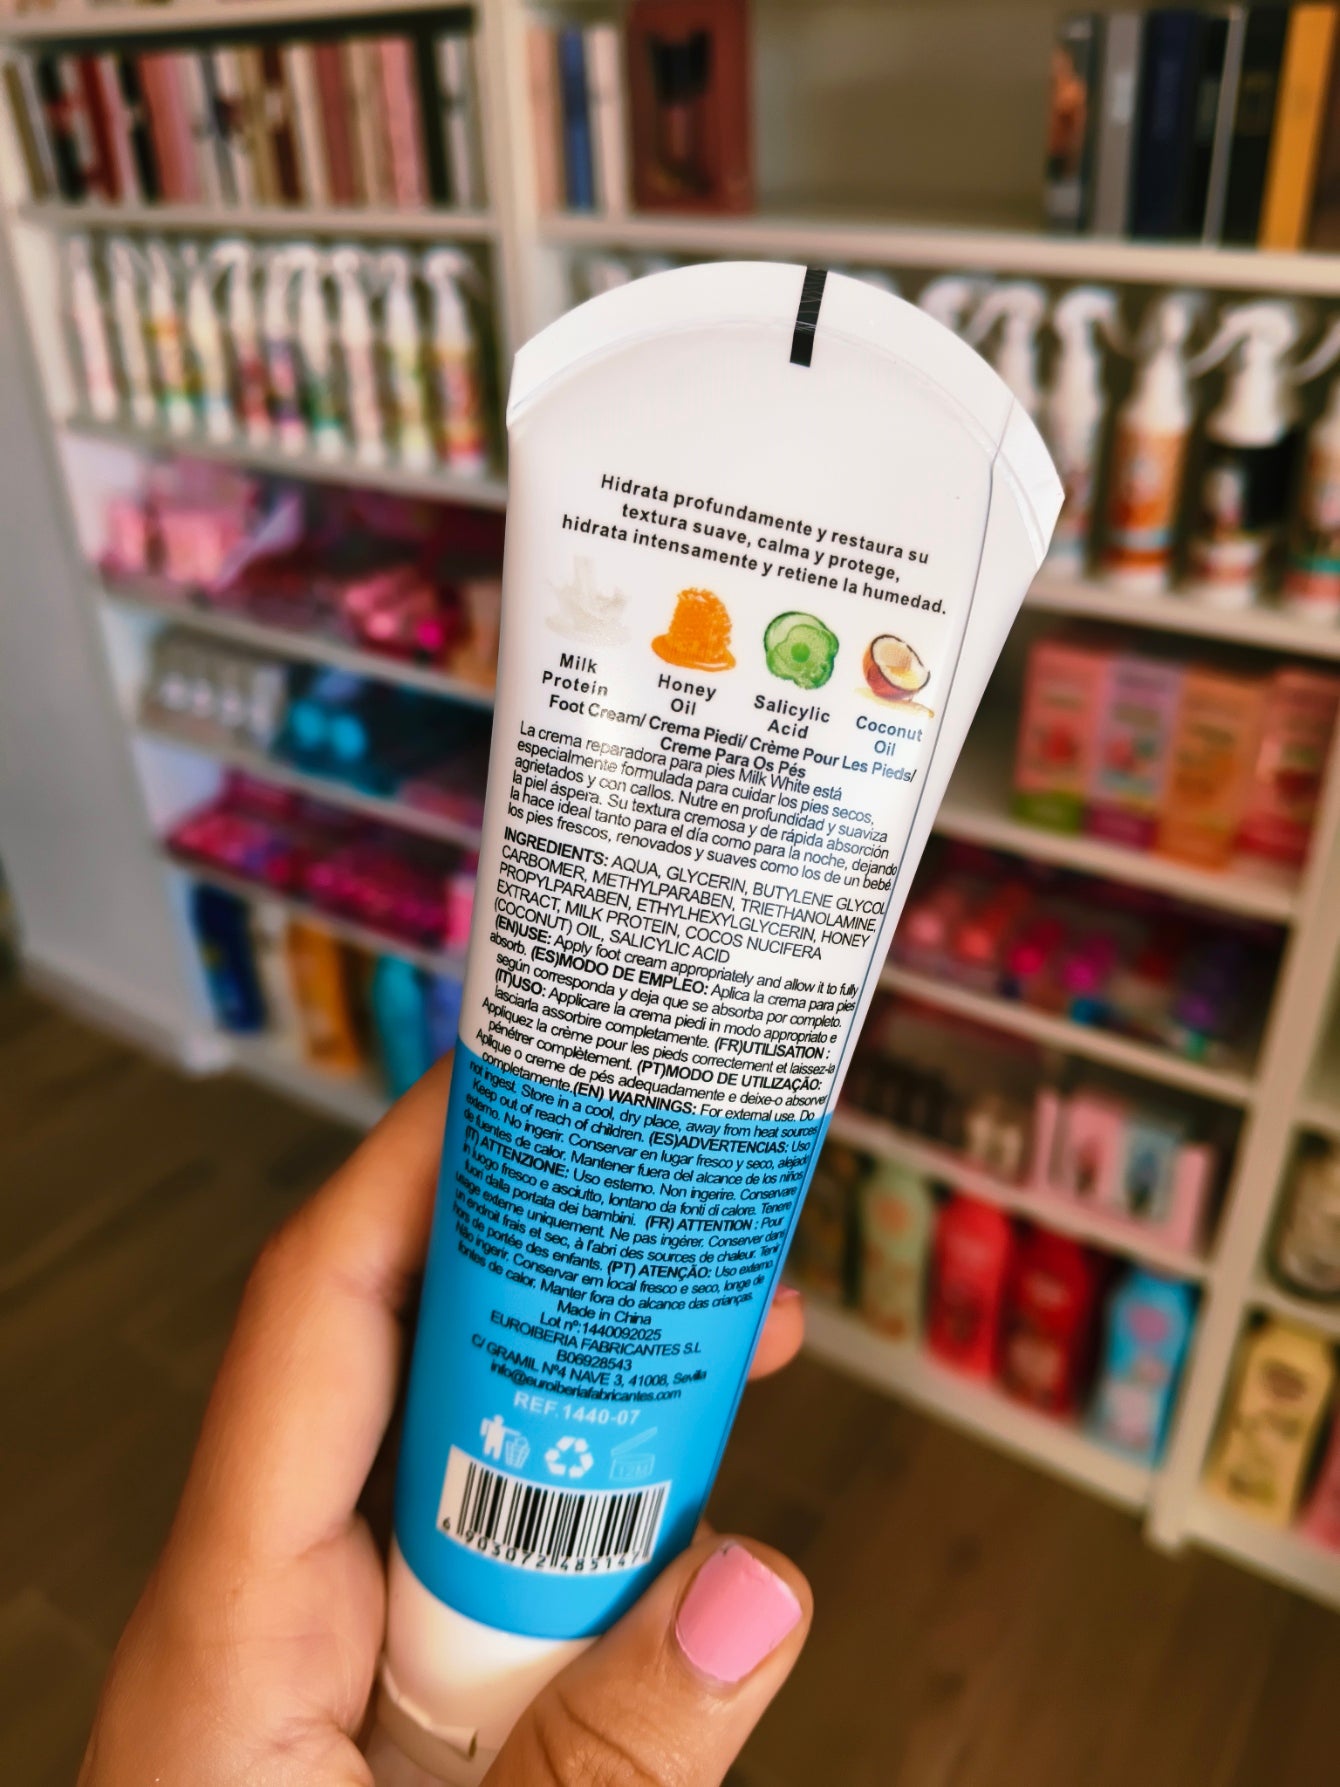 Hidrata profundamente y restaura su
textura suave, calma y protege,
hidrata intensamente y retiene la humedad.
Milk
Protein
Honey
Oil
Salicylic
Acid
Coconut
Oil
Foot Cream/ Crema Piedi/ Crème Pour Les Pieds/
Creme Para Os Pés
La crema reparadora para pies Milk White está
especialmente formulada para cuidar los pies secos,
agrietados y con callos. Nutre en profundidad y suaviza
la piel áspera. Su textura cremosa y de rápida absorción
la hace ideal tanto para el día como para la noche, dejando
los pies frescos, renovados y suaves como los de un bebé.
INGREDIENTS: AQUA, GLYCERIN, BUTYLENE GLYCOL
CARBOMER, METHYLPARABEN, TRIETHANOLAMINE,
PROPYLPARABEN, ETHYLHEXYLGLYCERIN, HONEY
EXTRACT, MILK PROTEIN, COCOS NUCIFERA
(COCONUT) OIL, SALICYLIC ACID
(EN)USE: Apply foot cream appropriately and allow it to fully
absorb. (ES)MODO DE EMPLEO: Aplica la crema para pies
según corresponda y deja que se absorba por completo.
(IT)USO: Applicare la crema piedi in modo appropriato e
lasciarla assorbire completamente. (FR)UTILISATION :
Appliquez la crème pour les pieds correctement et laissez-la
pénétrer complètement. (PT)MODO DE UTILIZAÇÃO:
Aplique o creme de pés adequadamente e deixe-o absorver
completamente.(EN) WARNINGS: For external use. Do
not ingest. Store in a cool, dry place, away from heat sources
Keep out of reach of children. (ES)ADVERTENCIAS: Uso
externo. No ingerir. Conservar en lugar fresco y seco, alejado
de fuentes de calor. Mantener fuera del alcance de los niños
(IT) ATTENZIONE: Uso esterno. Non ingerire. Conservare
in luogo fresco e asciutto, lontano da fonti di calore. Tenere
fuori dalla portata dei bambini. (FR) ATTENTION : Pour
usage externe uniquement. Ne pas ingérer. Conserver dans
un endroit frais et sec, à l'abri des sources de chaleur. Tenir
hors de portée des enfants. (PT) ATENÇÃO: Uso externo.
Não ingerir. Conservar em local fresco e seco, longe de
fontes de calor. Manter fora do alcance das crianças.
Made in China
Lot nº:1440092025
EUROIBERIA FABRICANTES S.L
B06928543
C/ GRAMIL Nº4 NAVE 3, 41008, Sevilla
info@euroiberiafabricantes.com
REF.1440-07
12M
6 903072 485147